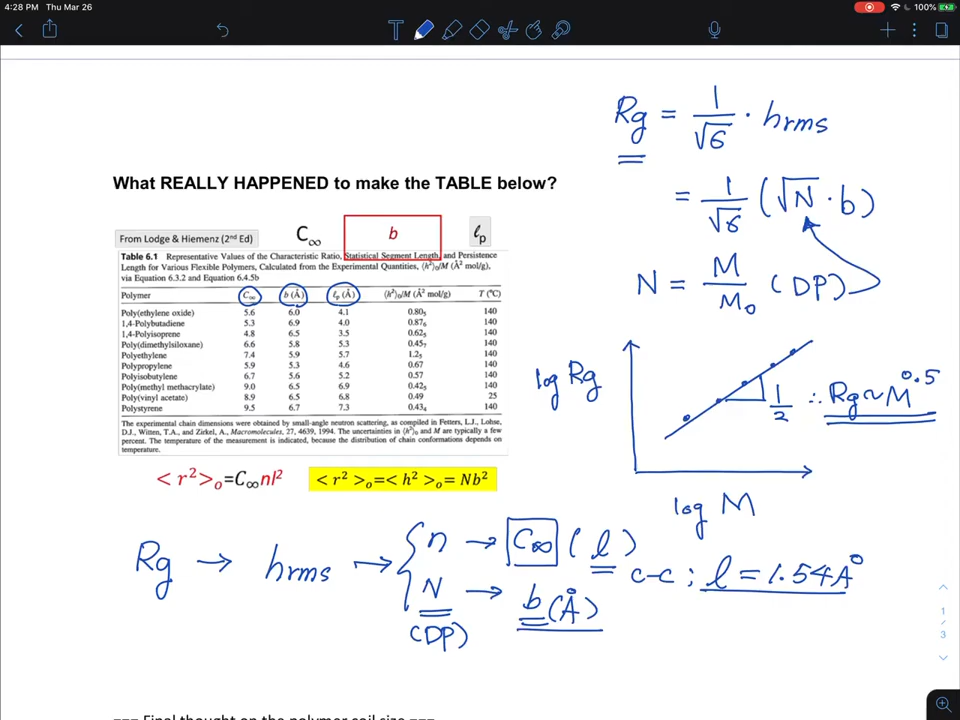 4:28 PM Thu Mar 26
100%
T
Rg = 1/√6 · hrms
= 1/√6 (√N · b)
N = M/M₀ (DP)
What REALLY HAPPENED to make the TABLE below?
From Lodge & Hiemenz (2nd Ed)
C∞
b
ℓp
Table 6.1 Representative Values of the Characteristic Ratio, Statistical Segment Length, and Persistence
Length for Various Flexible Polymers, Calculated from the Experimental Quantities, ⟨h²⟩₀/M (Å² mol/g),
via Equation 6.3.2 and Equation 6.4.5b
Polymer C∞ b (Å) ℓp (Å) ⟨h²⟩₀/M (Å² mol/g) T (°C)
Poly(ethylene oxide) 5.6 6.0 4.1 0.80₅ 140
1,4-Polybutadiene 5.3 6.9 4.0 0.87₆ 140
1,4-Polyisoprene 4.8 6.5 3.5 0.62₅ 140
Poly(dimethylsiloxane) 6.6 5.8 5.3 0.45₇ 140
Polyethylene 7.4 5.9 5.7 1.2₅ 140
Polypropylene 5.9 5.3 4.6 0.67 140
Polyisobutylene 6.7 5.6 5.2 0.57 140
Poly(methyl methacrylate) 9.0 6.5 6.9 0.42₅ 140
Poly(vinyl acetate) 8.9 6.5 6.8 0.49 25
Polystyrene 9.5 6.7 7.3 0.43₄ 140
The experimental chain dimensions were obtained by small-angle neutron scattering, as compiled in Fetters, L.J., Lohse,
D.J., Witten, T.A., and Zirkel, A., Macromolecules, 27, 4639, 1994. The uncertainties in ⟨h²⟩₀ and M are typically a few
percent. The temperature of the measurement is indicated, because the distribution of chain conformations depends on
temperature.
log Rg
1/2
∴ Rg ~ M^0.5
log M
< r² >ₒ=C∞nl²
< r² >ₒ=< h² >ₒ= Nb²
Rg → hrms → { n → C∞ (l)
C-C ; l = 1.54A°
N → b (Å)
(DP)
1
3
=== Final thought on the polymer coil size ===